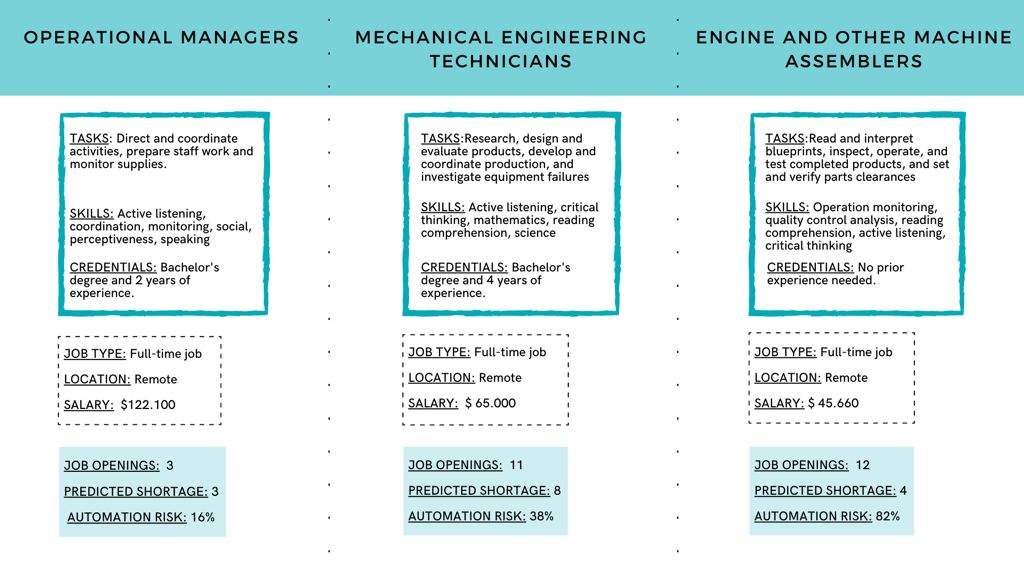 OPERATIONAL MANAGERS
TASKS: Direct and coordinate
activities, prepare staff work and
monitor supplies.
SKILLS: Active listening,
coordination, monitoring, social,
perceptiveness, speaking
CREDENTIALS: Bachelor's
degree and 2 years of
experience.
JOB TYPE: Full-time job
LOCATION: Remote
SALARY: $122.100
JOB OPENINGS: 3
PREDICTED SHORTAGE: 3
AUTOMATION RISK: 16%
MECHANICAL ENGINEERING
TECHNICIANS
TASKS:Research, design and
evaluate products, develop and
coordinate production, and
investigate equipment failures
SKILLS: Active listening, critical
thinking, mathematics, reading
comprehension, science
CREDENTIALS: Bachelor's
degree and 4 years of
experience.
JOB TYPE: Full-time job
LOCATION: Remote
SALARY: $ 65.000
JOB OPENINGS: 11
PREDICTED SHORTAGE: 8
AUTOMATION RISK: 38%
ENGINE AND OTHER MACHINE
ASSEMBLERS
TASKS:Read and interpret
blueprints, inspect, operate, and
test completed products, and set
and verify parts clearances
SKILLS: Operation monitoring,
quality control analysis, reading
comprehension, active listening,
critical thinking
CREDENTIALS: No prior
experience needed.
JOB TYPE: Full-time job
LOCATION: Remote
SALARY: $ 45.660
JOB OPENINGS: 12
PREDICTED SHORTAGE: 4
AUTOMATION RISK: 82%